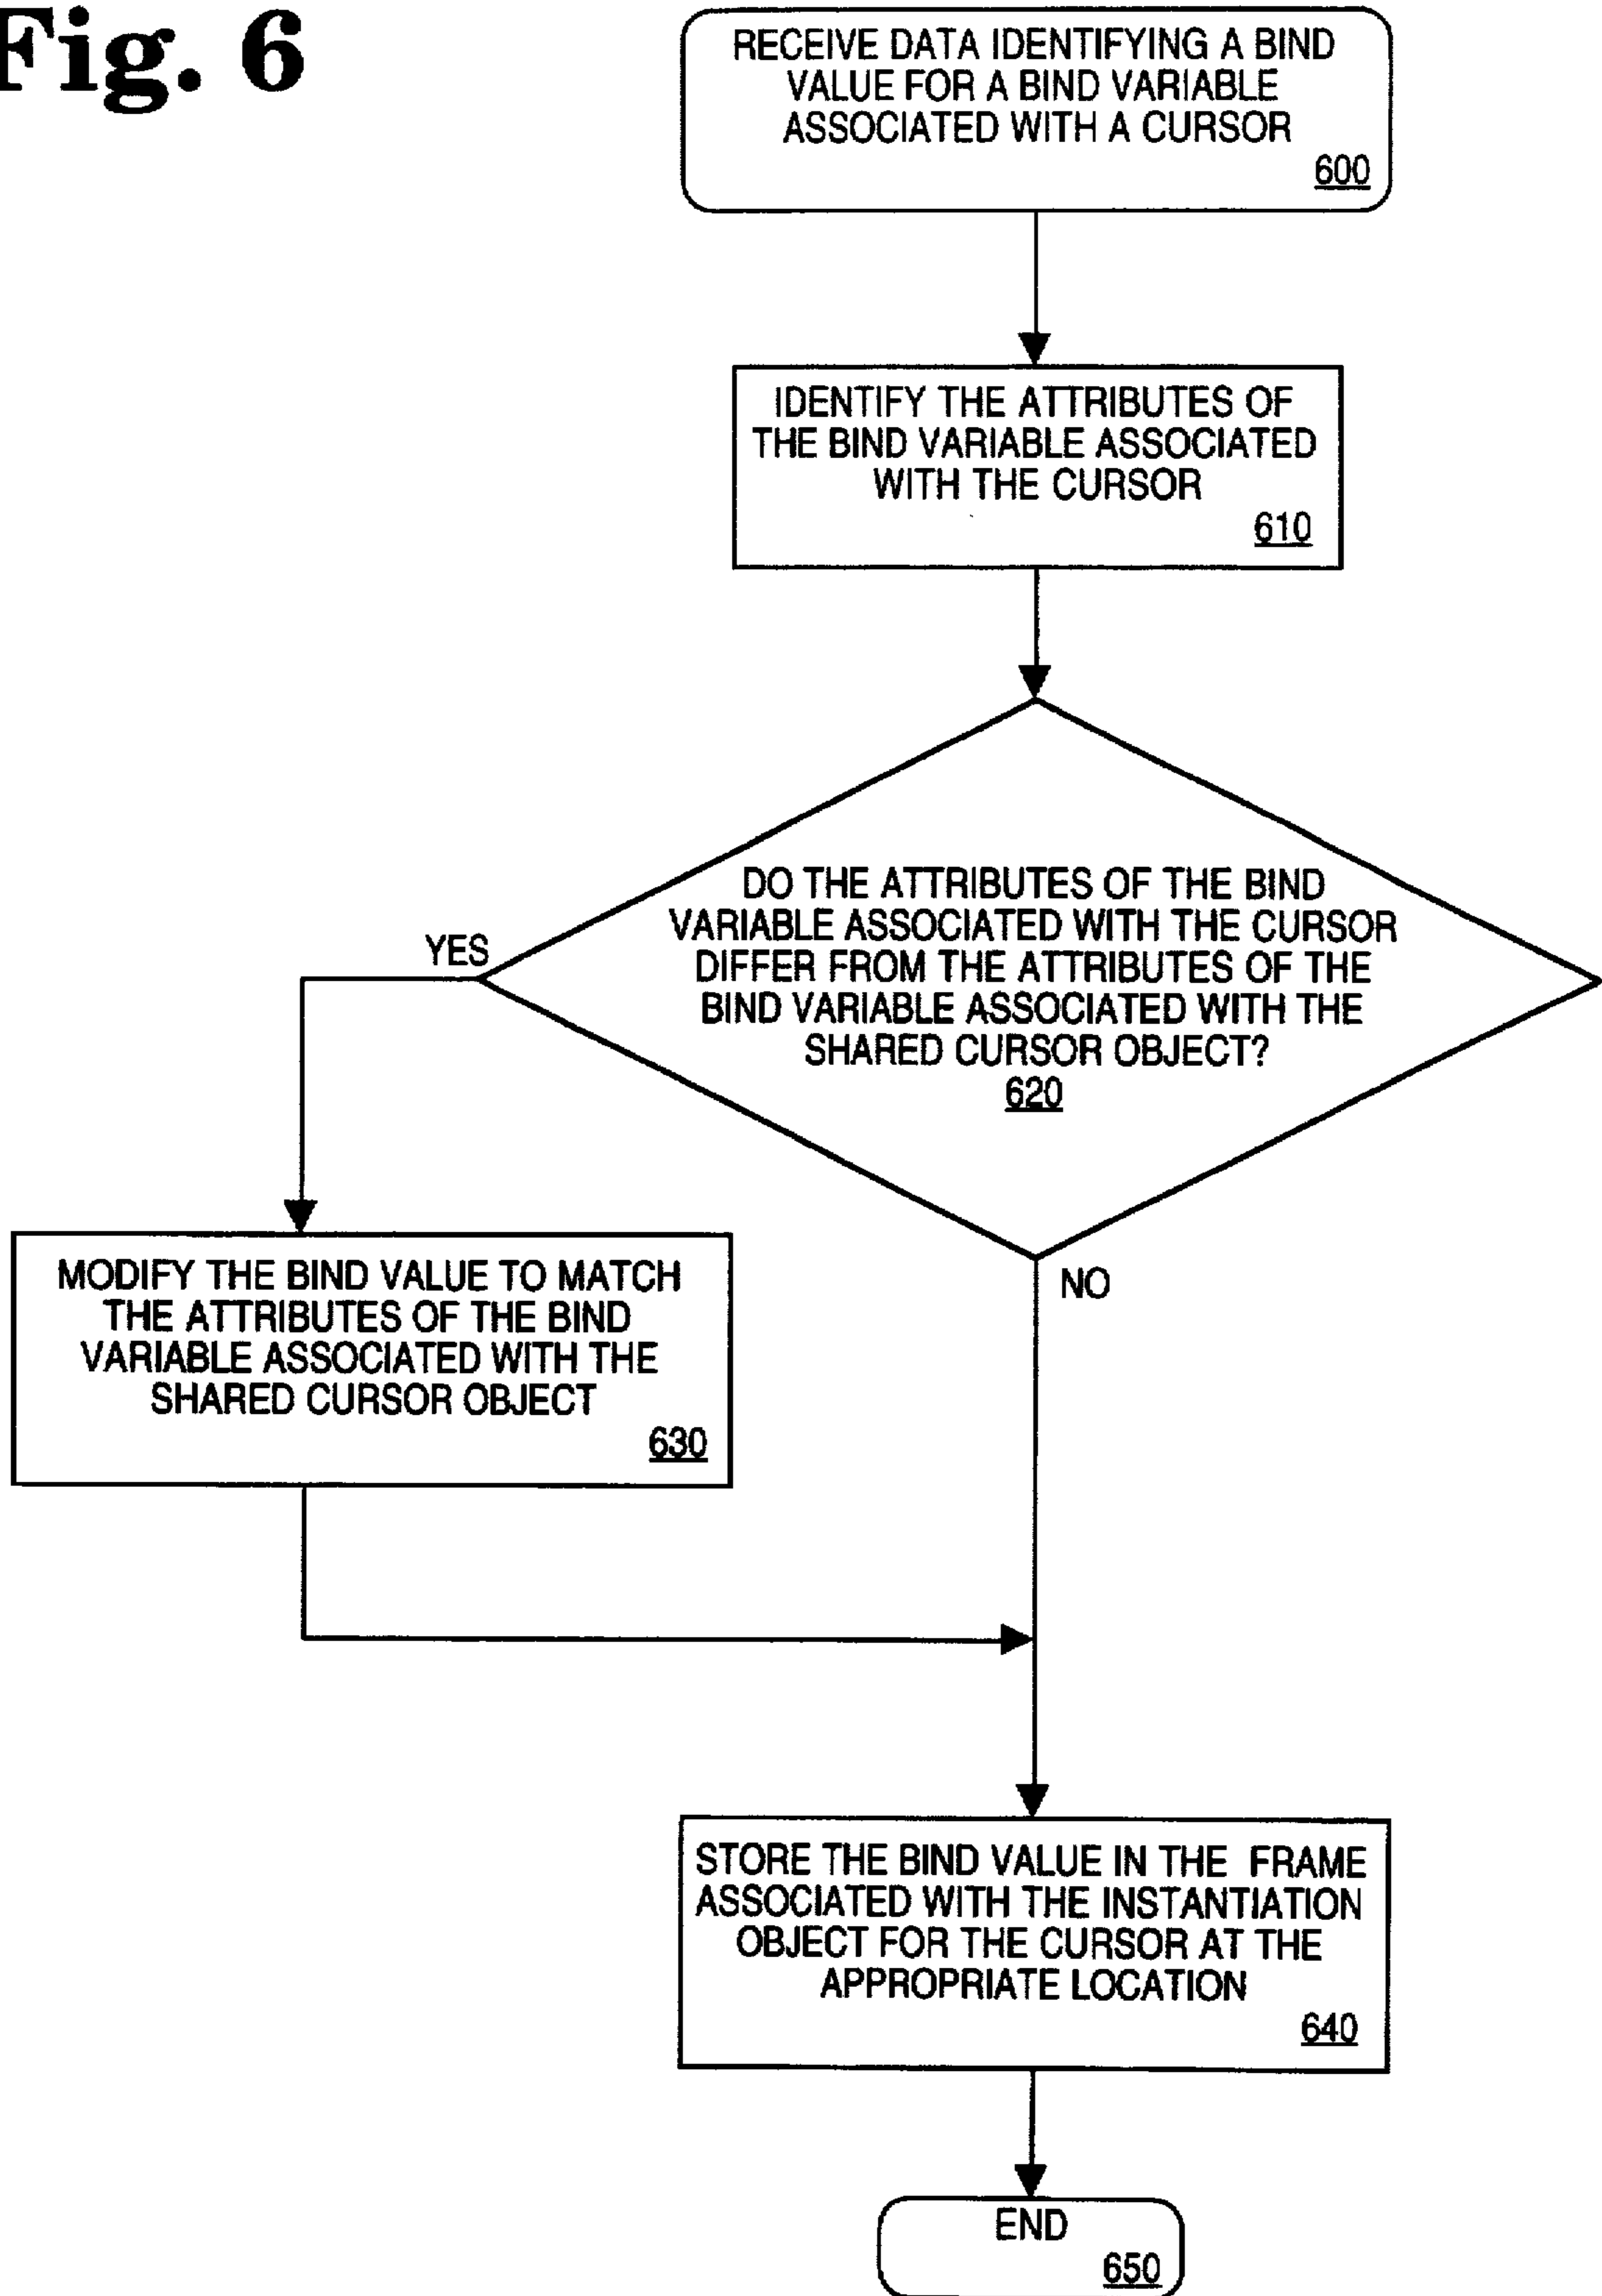 Fig. 6
RECEIVE DATA IDENTIFYING A BIND
VALUE FOR A BIND VARIABLE
ASSOCIATED WITH A CURSOR
600
IDENTIFY THE ATTRIBUTES OF
THE BIND VARIABLE ASSOCIATED
WITH THE CURSOR
610
DO THE ATTRIBUTES OF THE BIND
VARIABLE ASSOCIATED WITH THE CURSOR
DIFFER FROM THE ATTRIBUTES OF THE
BIND VARIABLE ASSOCIATED WITH THE
SHARED CURSOR OBJECT?
620
YES
NO
MODIFY THE BIND VALUE TO MATCH
THE ATTRIBUTES OF THE BIND
VARIABLE ASSOCIATED WITH THE
SHARED CURSOR OBJECT
630
STORE THE BIND VALUE IN THE FRAME
ASSOCIATED WITH THE INSTANTIATION
OBJECT FOR THE CURSOR AT THE
APPROPRIATE LOCATION
640
END
650